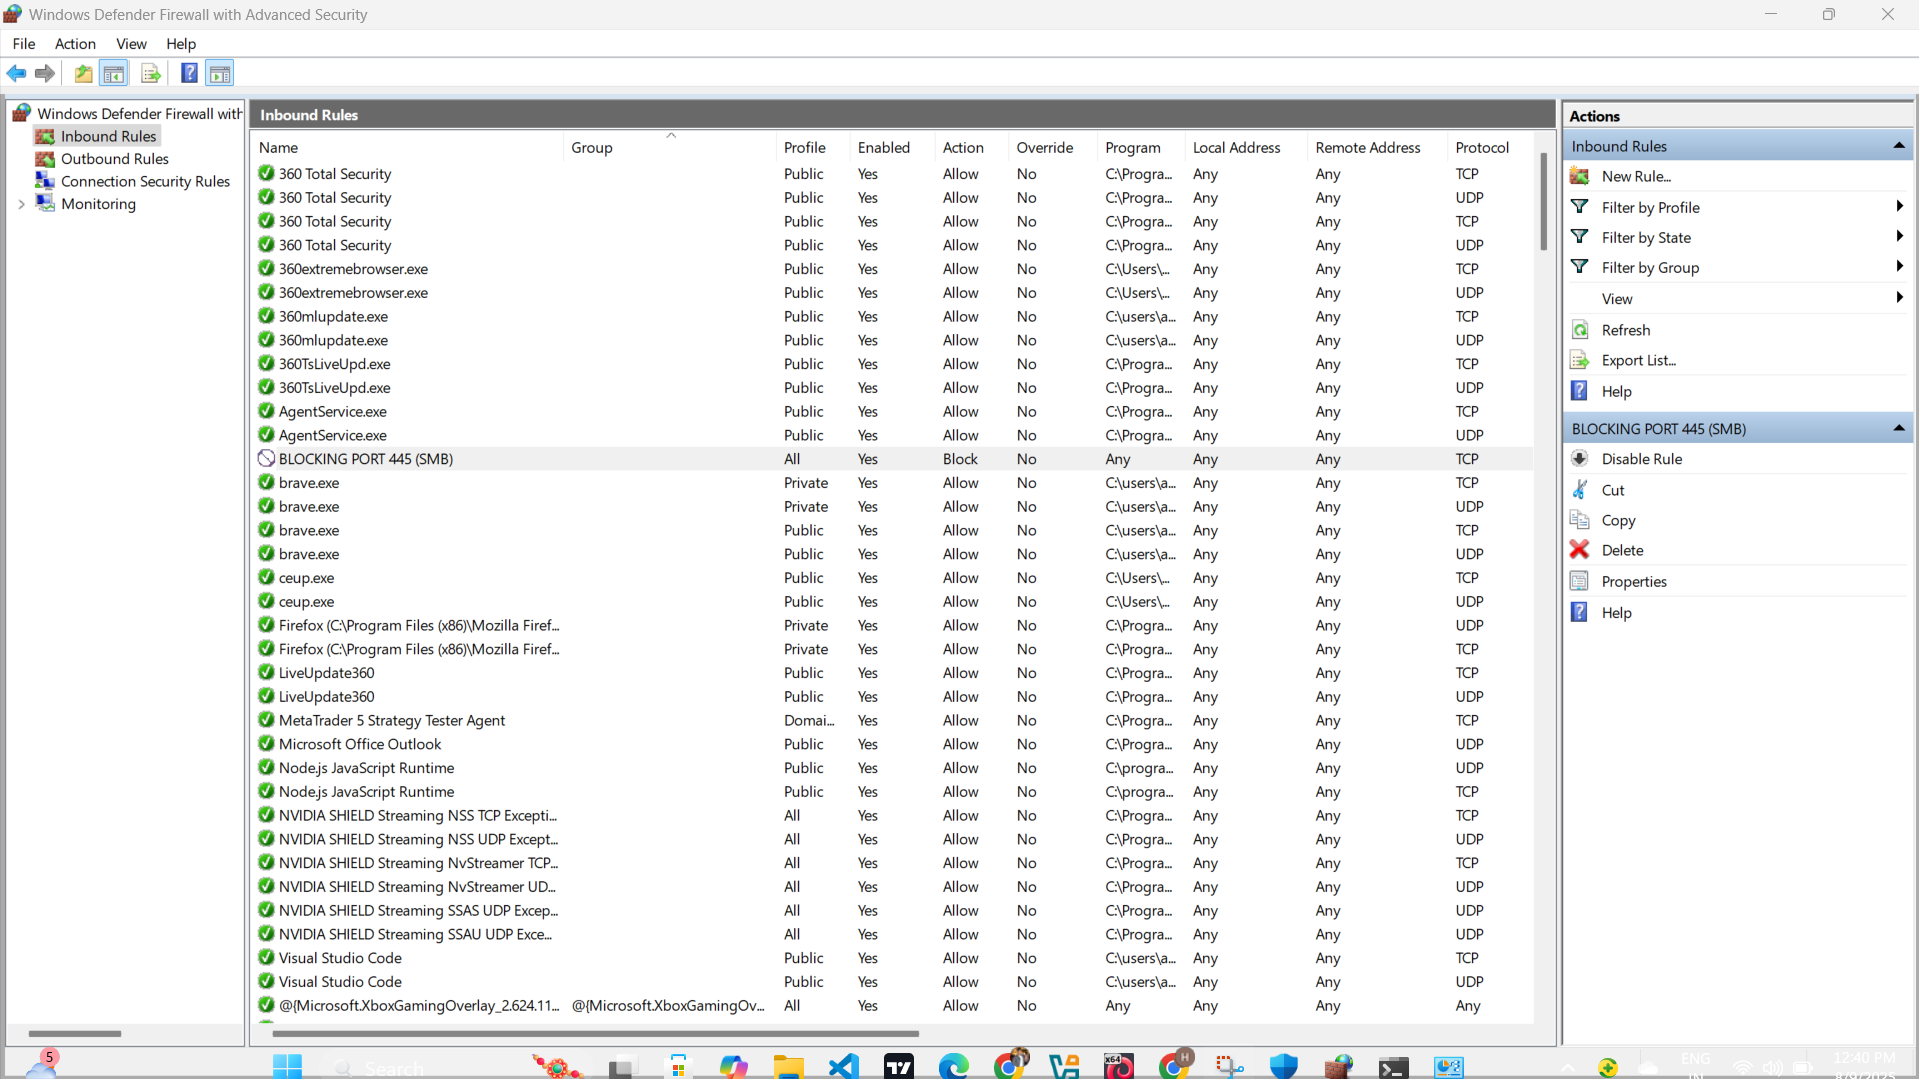 Windows Defender Firewall with Advanced Security
File Action View Help
Windows Defender Firewall with
Inbound Rules
Outbound Rules
Connection Security Rules
Monitoring
Inbound Rules
Name Group Profile Enabled Action Override Program Local Address Remote Address Protocol
360 Total Security Public Yes Allow No C:\Progra... Any Any TCP
360 Total Security Public Yes Allow No C:\Progra... Any Any UDP
360 Total Security Public Yes Allow No C:\Progra... Any Any TCP
360 Total Security Public Yes Allow No C:\Progra... Any Any UDP
360extremebrowser.exe Public Yes Allow No C:\Users\... Any Any TCP
360extremebrowser.exe Public Yes Allow No C:\Users\... Any Any UDP
360mlupdate.exe Public Yes Allow No C:\users\a... Any Any TCP
360mlupdate.exe Public Yes Allow No C:\users\a... Any Any UDP
360TsLiveUpd.exe Public Yes Allow No C:\Progra... Any Any TCP
360TsLiveUpd.exe Public Yes Allow No C:\Progra... Any Any UDP
AgentService.exe Public Yes Allow No C:\Progra... Any Any TCP
AgentService.exe Public Yes Allow No C:\Progra... Any Any UDP
BLOCKING PORT 445 (SMB) All Yes Block No Any Any Any TCP
brave.exe Private Yes Allow No C:\users\a... Any Any TCP
brave.exe Private Yes Allow No C:\users\a... Any Any UDP
brave.exe Public Yes Allow No C:\users\a... Any Any TCP
brave.exe Public Yes Allow No C:\users\a... Any Any UDP
ceup.exe Public Yes Allow No C:\Users\... Any Any TCP
ceup.exe Public Yes Allow No C:\Users\... Any Any UDP
Firefox (C:\Program Files (x86)\Mozilla Firef... Private Yes Allow No C:\Progra... Any Any UDP
Firefox (C:\Program Files (x86)\Mozilla Firef... Private Yes Allow No C:\Progra... Any Any TCP
LiveUpdate360 Public Yes Allow No C:\Progra... Any Any TCP
LiveUpdate360 Public Yes Allow No C:\Progra... Any Any UDP
MetaTrader 5 Strategy Tester Agent Domai... Yes Allow No C:\Progra... Any Any TCP
Microsoft Office Outlook Public Yes Allow No C:\Progra... Any Any UDP
Node.js JavaScript Runtime Public Yes Allow No C:\progra... Any Any UDP
Node.js JavaScript Runtime Public Yes Allow No C:\progra... Any Any TCP
NVIDIA SHIELD Streaming NSS TCP Excepti... All Yes Allow No C:\Progra... Any Any TCP
NVIDIA SHIELD Streaming NSS UDP Except... All Yes Allow No C:\Progra... Any Any UDP
NVIDIA SHIELD Streaming NvStreamer TCP... All Yes Allow No C:\Progra... Any Any TCP
NVIDIA SHIELD Streaming NvStreamer UD... All Yes Allow No C:\Progra... Any Any UDP
NVIDIA SHIELD Streaming SSAS UDP Excep... All Yes Allow No C:\Progra... Any Any UDP
NVIDIA SHIELD Streaming SSAU UDP Exce... All Yes Allow No C:\Progra... Any Any UDP
Visual Studio Code Public Yes Allow No C:\users\a... Any Any TCP
Visual Studio Code Public Yes Allow No C:\users\a... Any Any UDP
@{Microsoft.XboxGamingOverlay_2.624.11... @{Microsoft.XboxGamingOv... All Yes Allow No Any Any Any Any
Actions
Inbound Rules
New Rule...
Filter by Profile
Filter by State
Filter by Group
View
Refresh
Export List...
Help
BLOCKING PORT 445 (SMB)
Disable Rule
Cut
Copy
Delete
Properties
Help
5
Search
x64
H
ENG
IN
12:40 PM